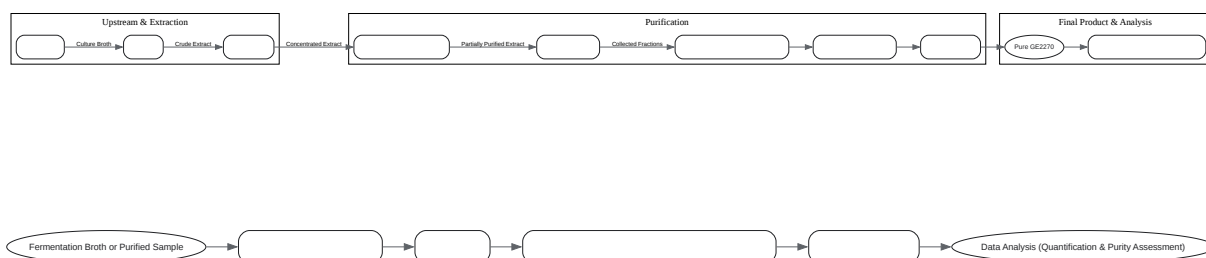 Upstream & Extraction
Purification
Final Product & Analysis
Culture Broth
Crude Extract
Concentrated Extract
Partially Purified Extract
Collected Fractions
Pure GE2270
Fermentation Broth or Purified Sample
Data Analysis (Quantification & Purity Assessment)